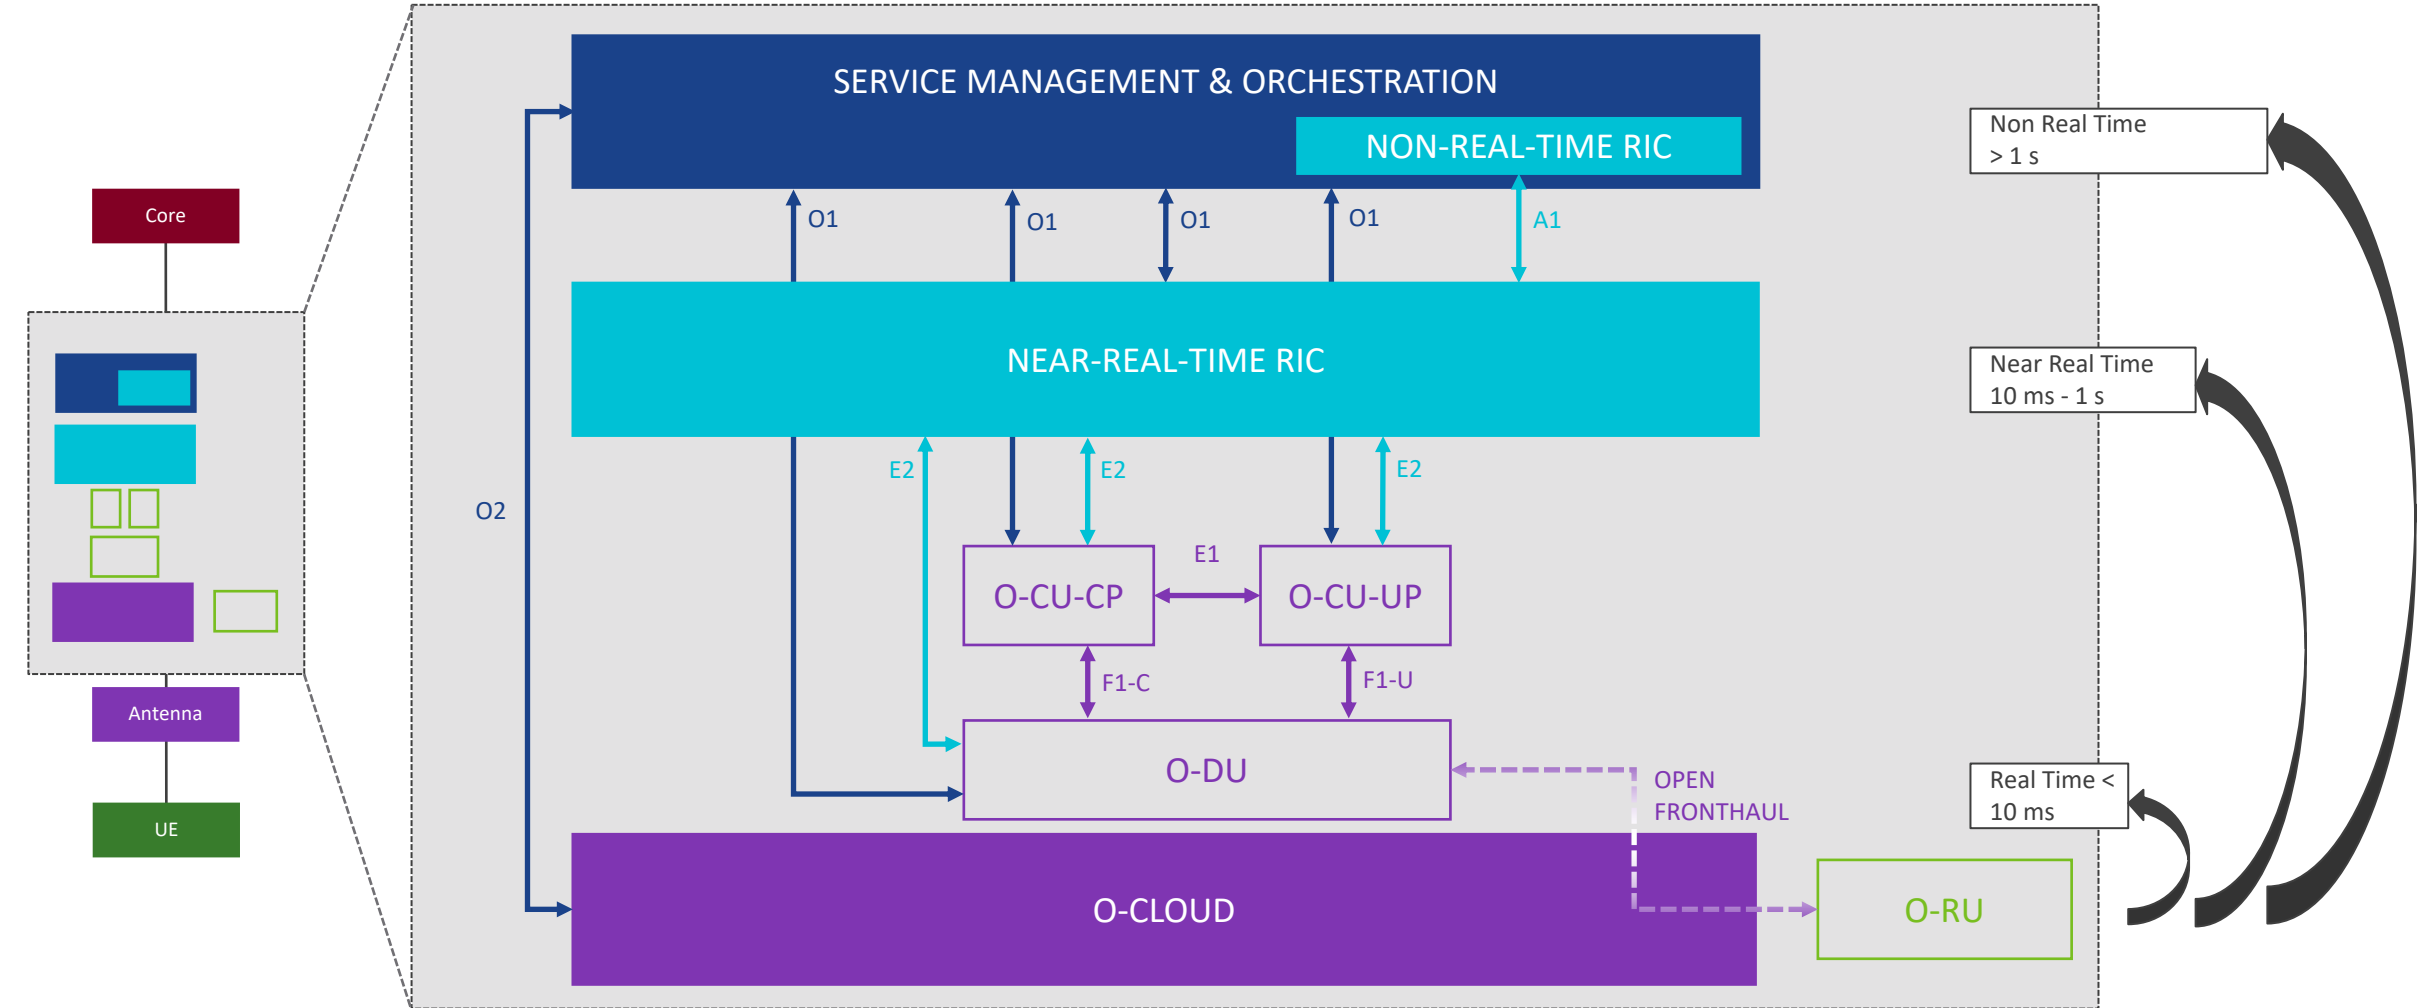 SERVICE MANAGEMENT & ORCHESTRATION
NON-REAL-TIME RIC
Non Real Time
> 1 s
Core
O1
O1
O1
O1
A1
NEAR-REAL-TIME RIC
Near Real Time
10 ms - 1 s
E2
E2
E2
O2
E1
O-CU-CP
O-CU-UP
F1-C
F1-U
Antenna
O-DU
OPEN
FRONTHAUL
Real Time <
10 ms
UE
O-CLOUD
O-RU